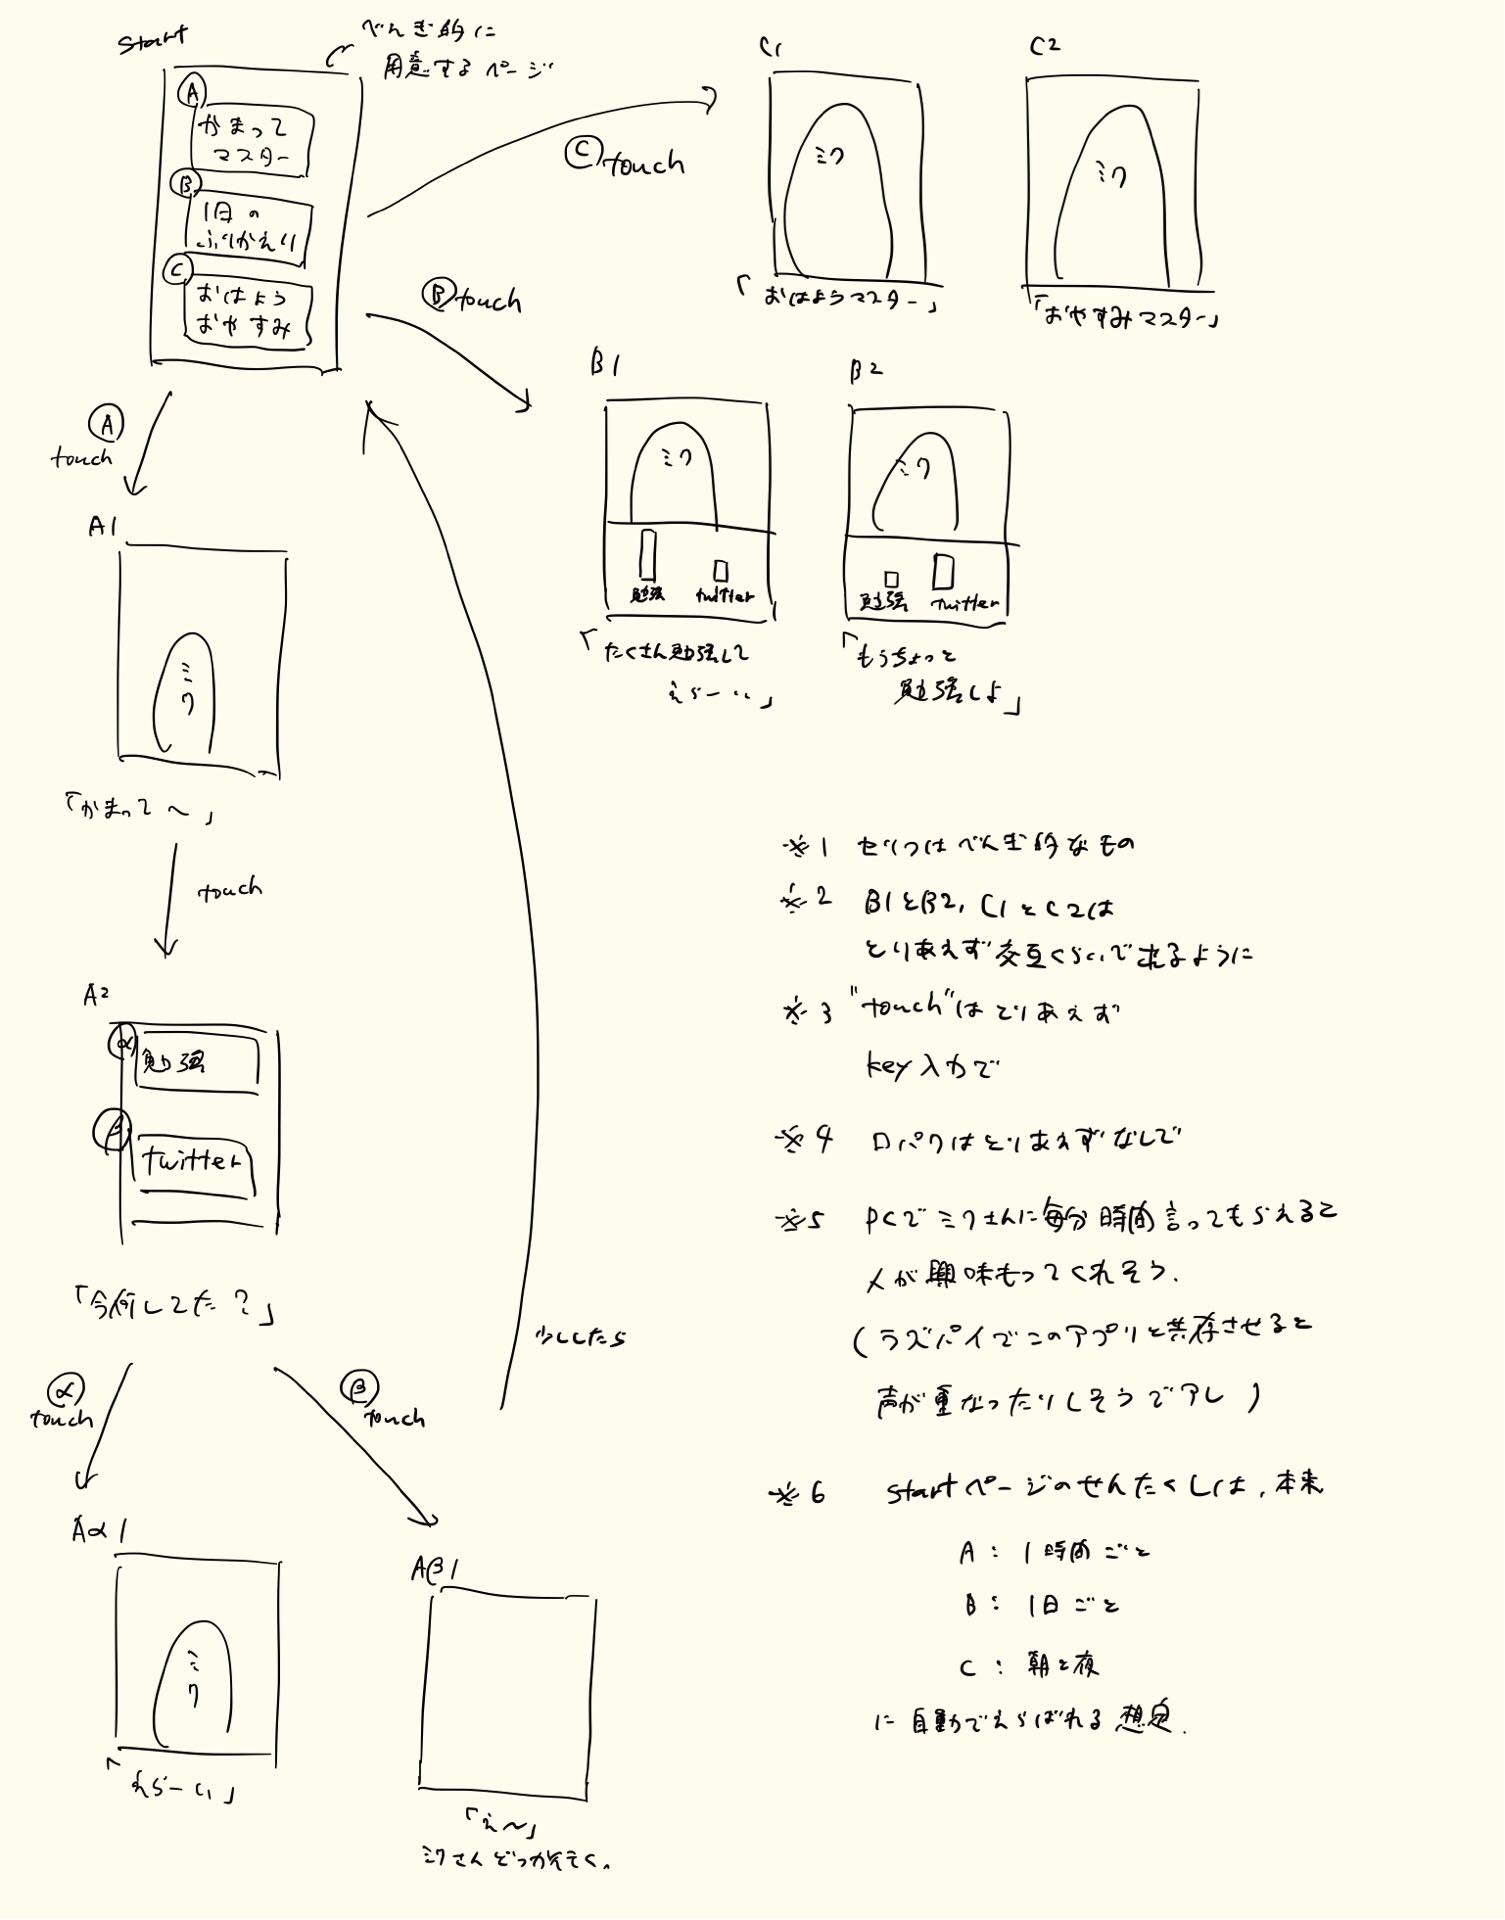 start
べんぎ的に
用意するページ
A
かまって
マスター
B
1日の
ふりかえり
C
おはよう
おやすみ
C touch
C1
ミク
「おはようマスター」
C2
ミク
「おやすみマスター」
B touch
B1
ミク
勉強 twitter
「たくさん勉強して
えらーい」
B2
ミク
勉強 twitter
「もうちょっと
勉強しよ」
A
touch
A1
ミク
「かまって〜」
touch
A2
α
勉強
β
twitter
「今何してた?」
α
touch
β
touch
少ししたら
Aα1
ミク
「えらーい」
Aβ1
「え〜」
ミクさんどっかいく。
※1 セリフはべんぎ的なもの
※2 B1とB2, C1とC2は
とりあえず交互くらいで出るように
※3 "touch"はとりあえず
key入力で
※4 口パクはとりあえずなしで
※5 PCでミクさんに毎分時間言ってもらえると
人が興味もってくれそう.
(ラズパイでこのアプリと共存させると
声が重なったりしそうでアレ)
※6 startページのせんたくしは,本来
A: 1時間ごと
B: 1日ごと
C: 朝と夜
に自動でえらばれる想定.